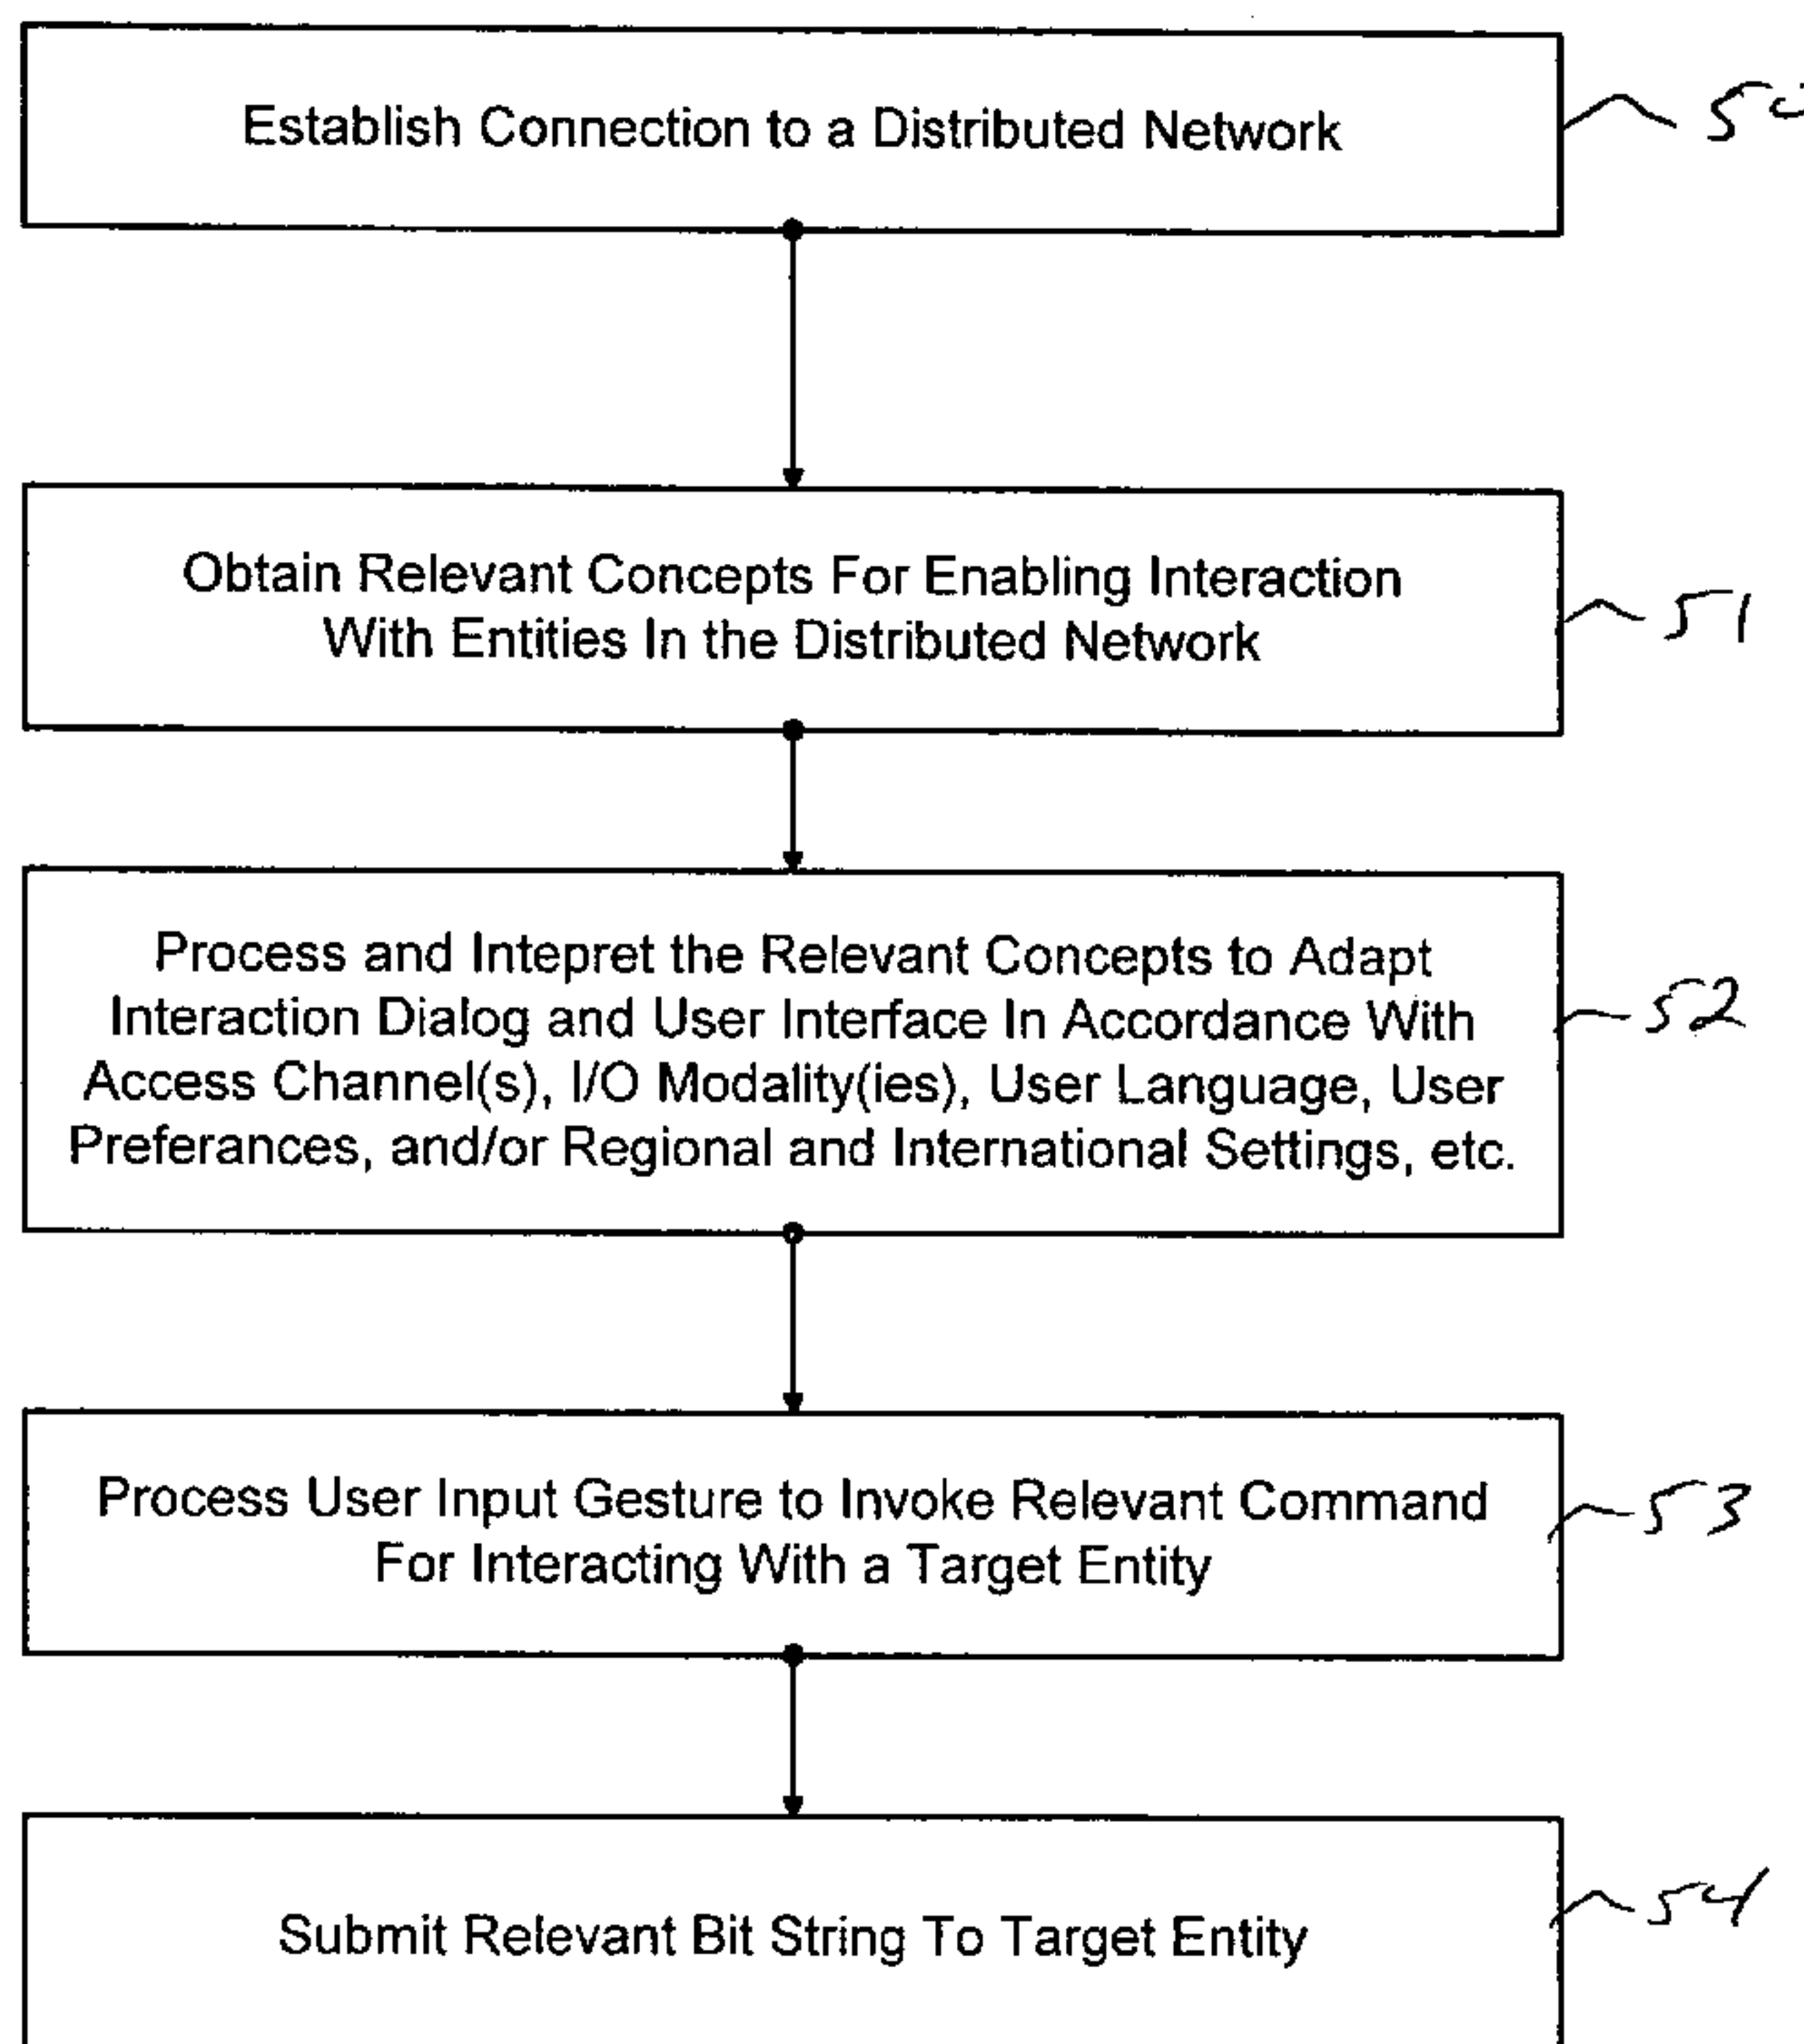 Establish Connection to a Distributed Network
50
Obtain Relevant Concepts For Enabling Interaction
With Entities In the Distributed Network
51
Process and Intepret the Relevant Concepts to Adapt
Interaction Dialog and User Interface In Accordance With
Access Channel(s), I/O Modality(ies), User Language, User
Preferances, and/or Regional and International Settings, etc.
52
Process User Input Gesture to Invoke Relevant Command
For Interacting With a Target Entity
53
Submit Relevant Bit String To Target Entity
54